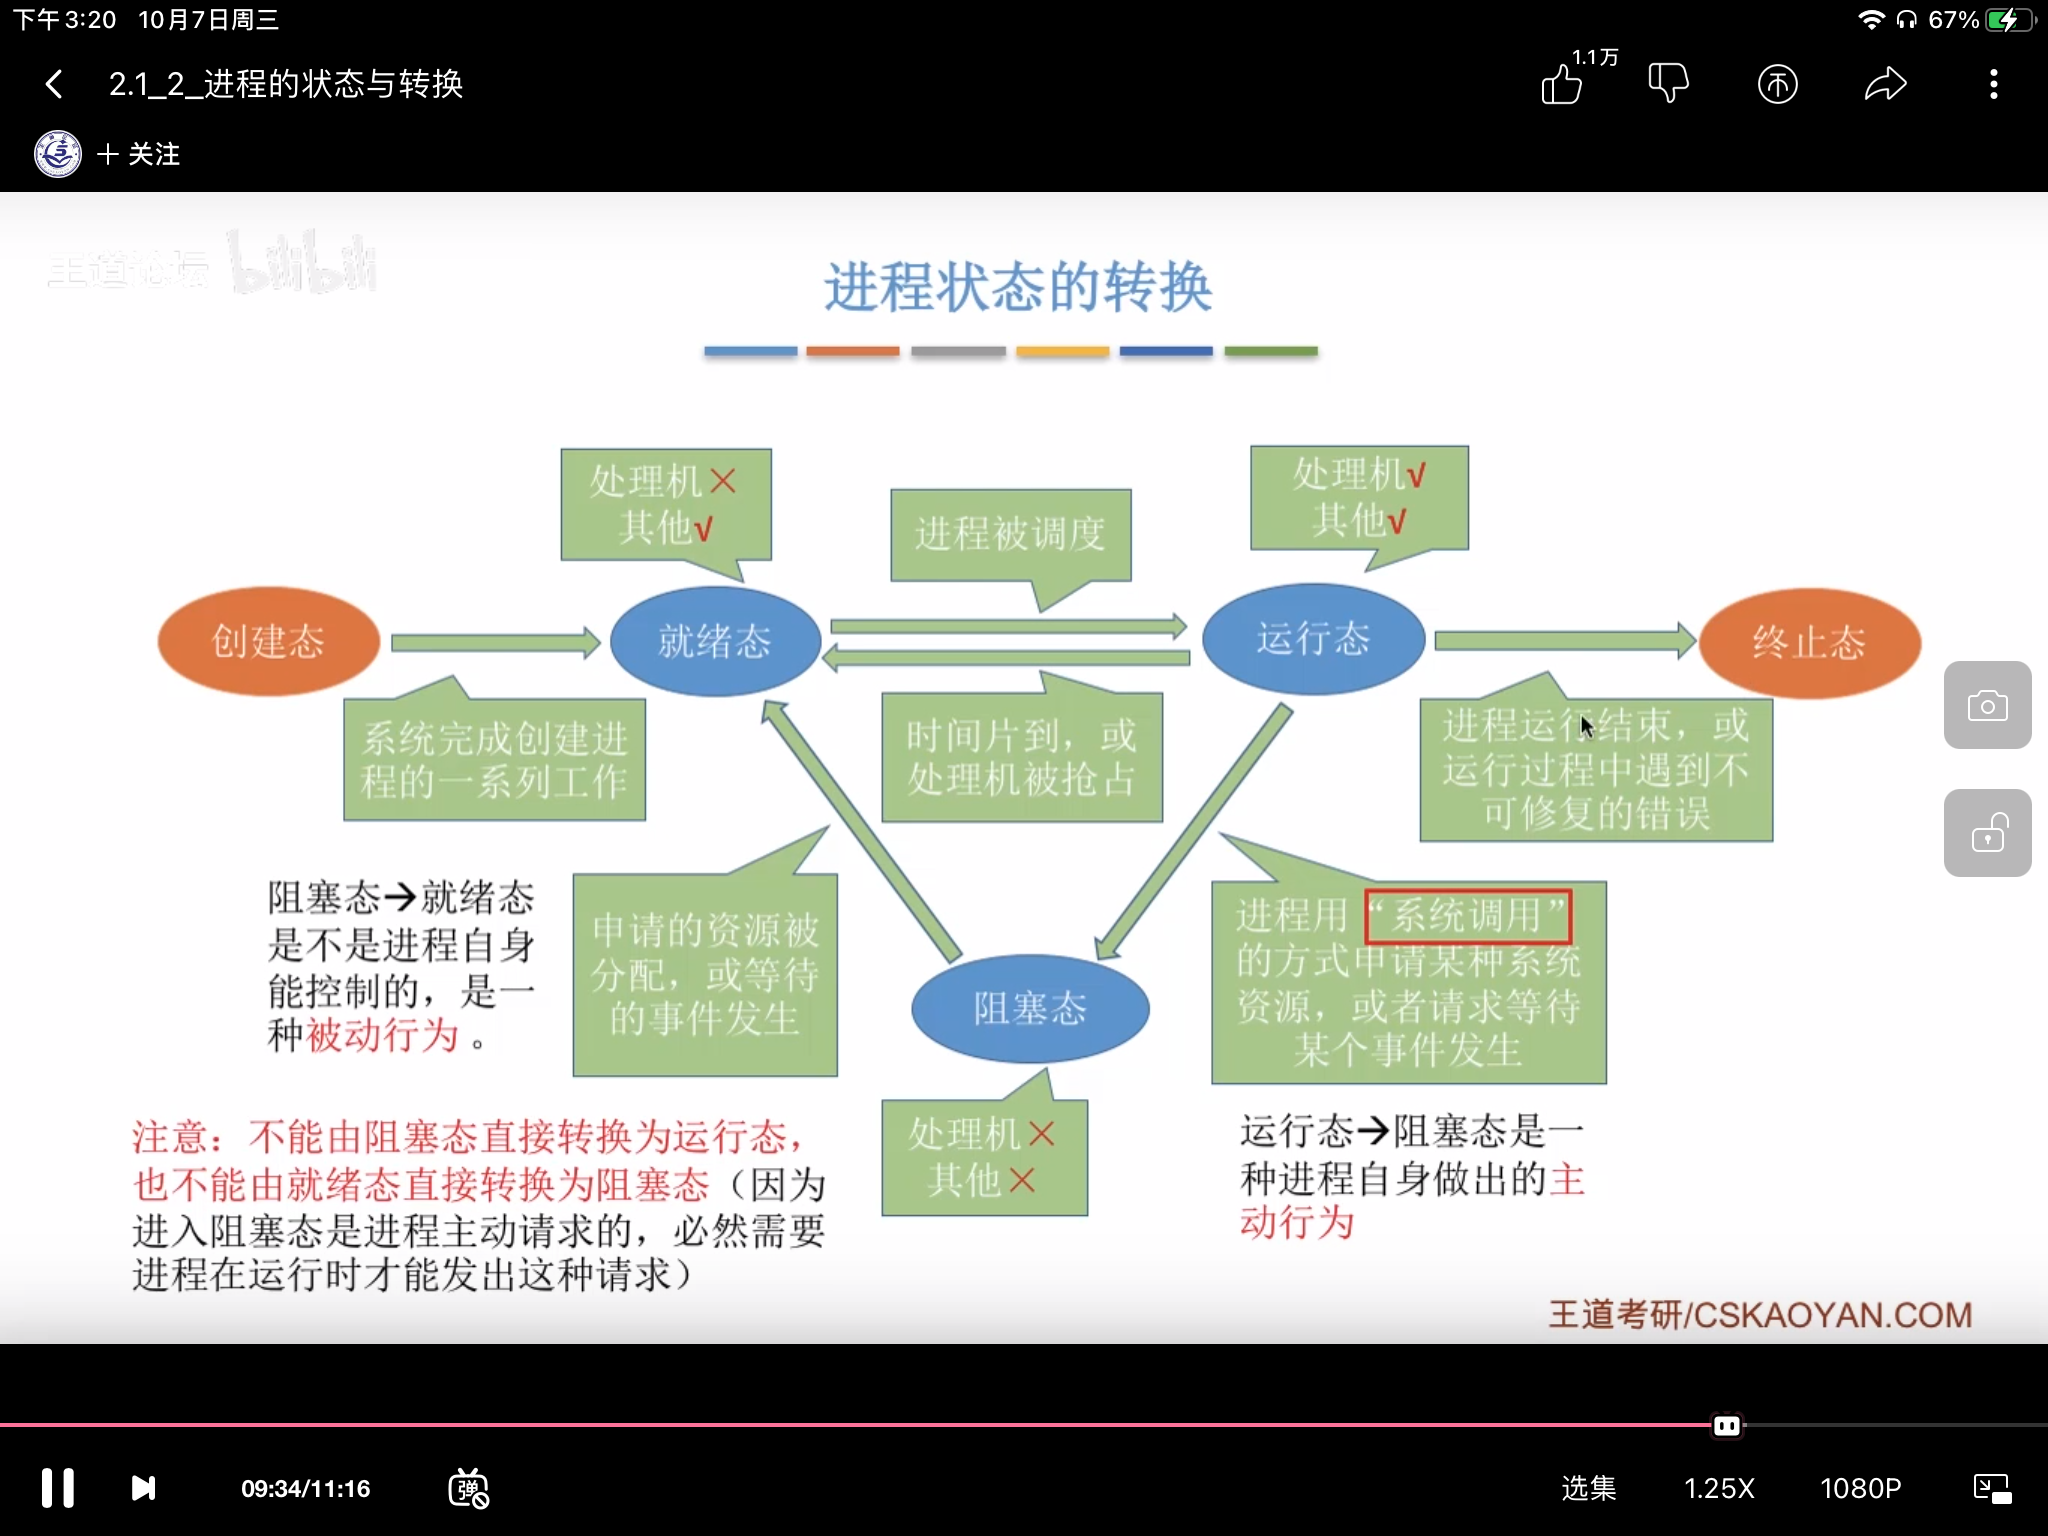 下午3:20 10月7日周三
67%
2.1_2_进程的状态与转换
1.1万
+ 关注
王道论坛 bilibili
进程状态的转换
处理机×
其他√
进程被调度
处理机√
其他√
创建态
就绪态
运行态
终止态
系统完成创建进
程的一系列工作
时间片到，或
处理机被抢占
进程运行结束，或
运行过程中遇到不
可修复的错误
阻塞态→就绪态
是不是进程自身
能控制的，是一
种被动行为 。
申请的资源被
分配，或等待
的事件发生
阻塞态
进程用“系统调用”
的方式申请某种系统
资源，或者请求等待
某个事件发生
处理机×
其他×
运行态→阻塞态是一
种进程自身做出的主
动行为
注意：不能由阻塞态直接转换为运行态，
也不能由就绪态直接转换为阻塞态（因为
进入阻塞态是进程主动请求的，必然需要
进程在运行时才能发出这种请求）
王道考研/CSKAOYAN.COM
09:34/11:16
弹
选集
1.25X
1080P